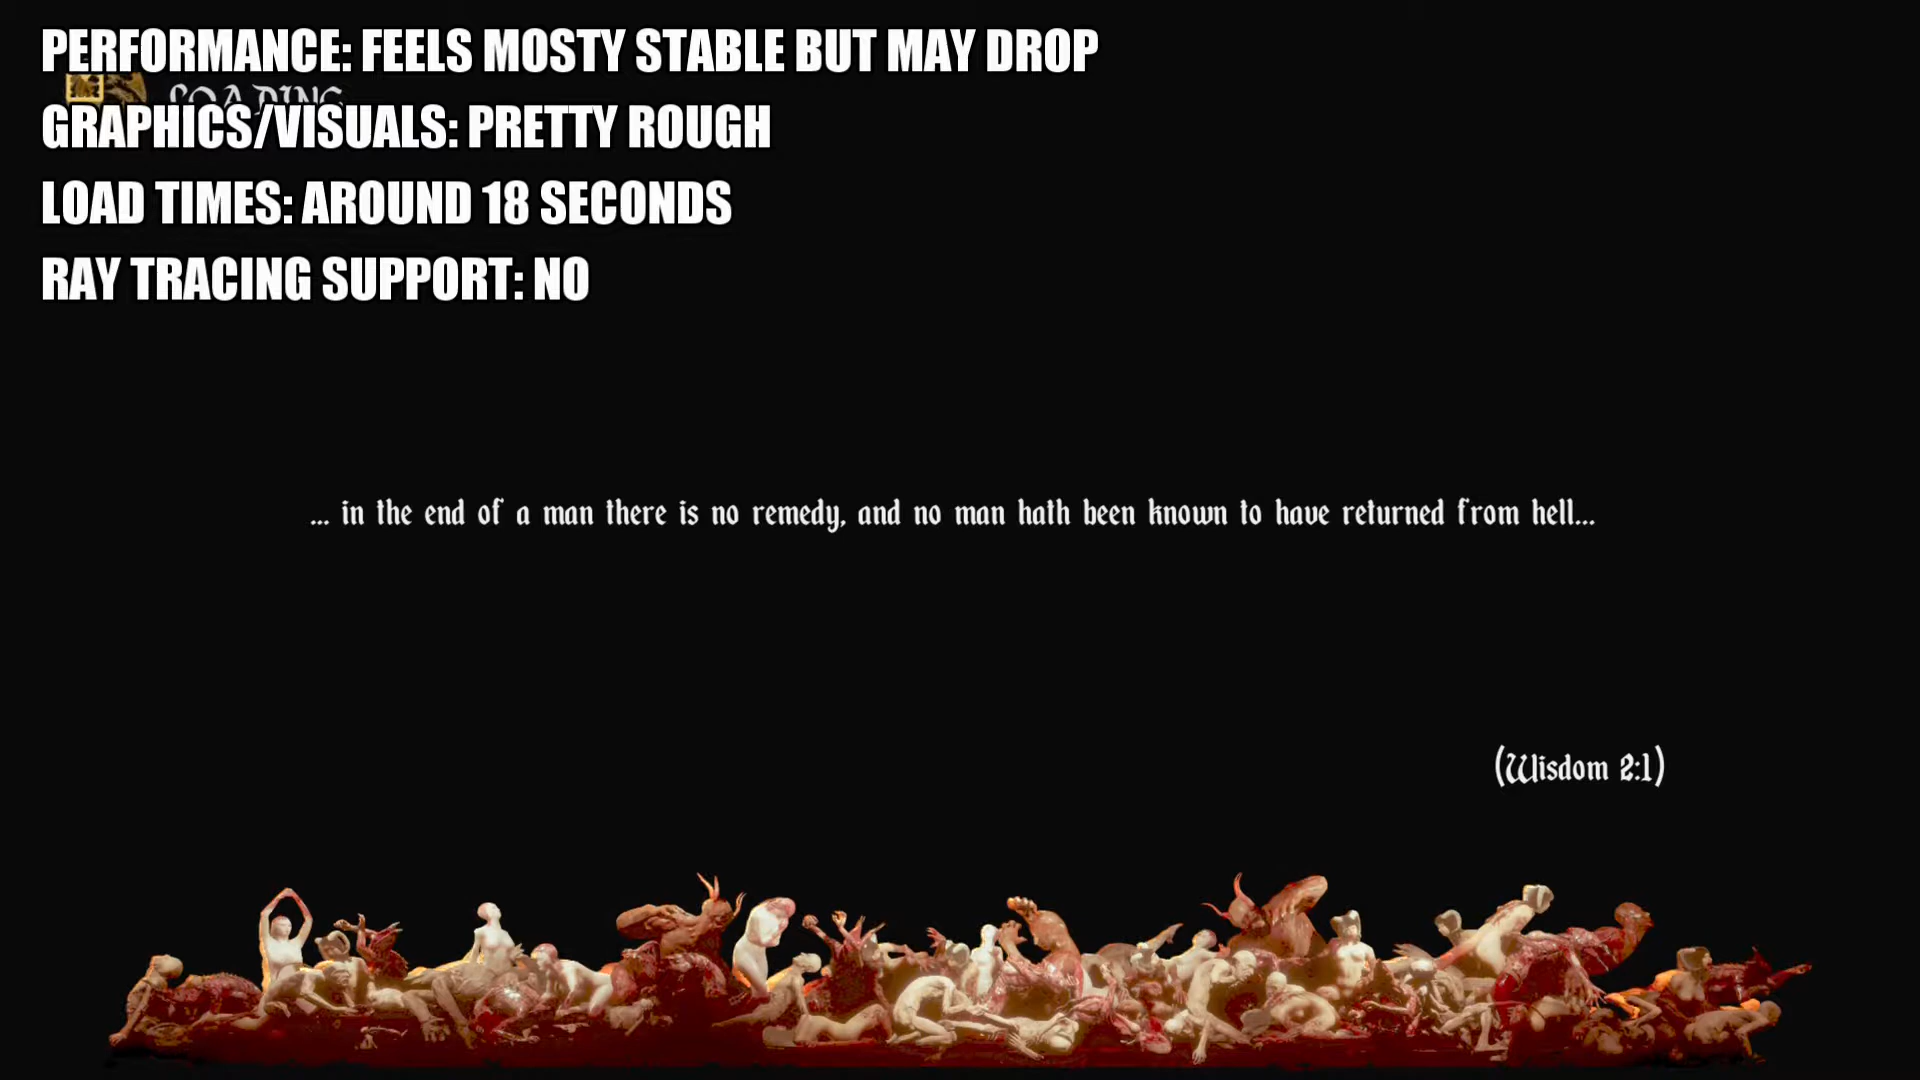 PERFORMANCE: FEELS MOSTY STABLE BUT MAY DROP
LOADING
GRAPHICS/VISUALS: PRETTY ROUGH
LOAD TIMES: AROUND 18 SECONDS
RAY TRACING SUPPORT: NO
... in the end of a man there is no remedy, and no man hath been known to have returned from hell...
(Wisdom 2:1)